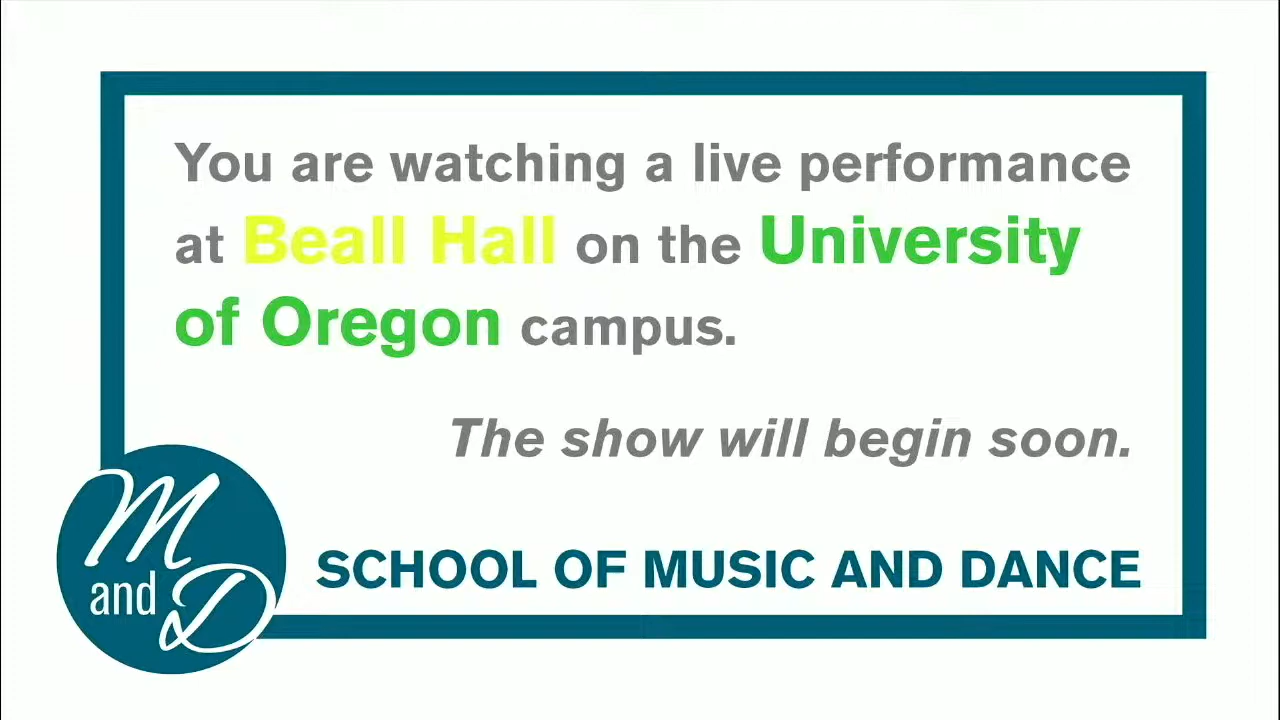 You are watching a live performance
at Beall Hall on the University
of Oregon campus.
The show will begin soon.
M
and D
SCHOOL OF MUSIC AND DANCE